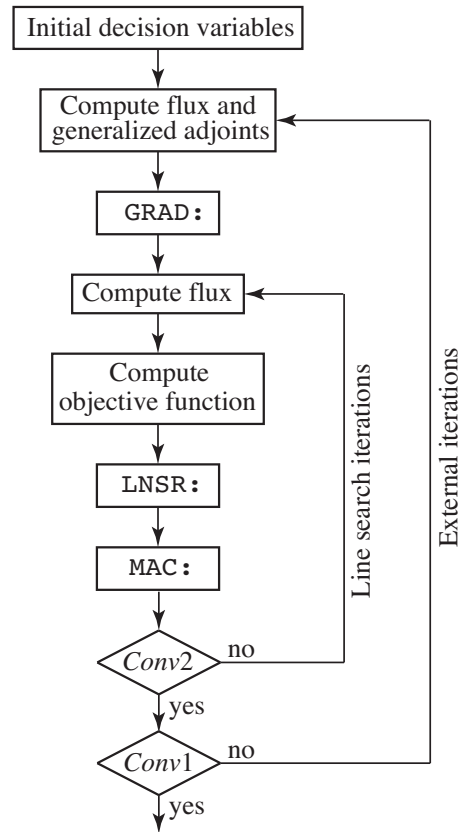 Initial decision variables
Compute flux and
generalized adjoints
GRAD:
Compute flux
Compute
objective function
LNSR:
MAC:
Conv2
no
yes
Conv1
no
yes
Line search iterations
External iterations